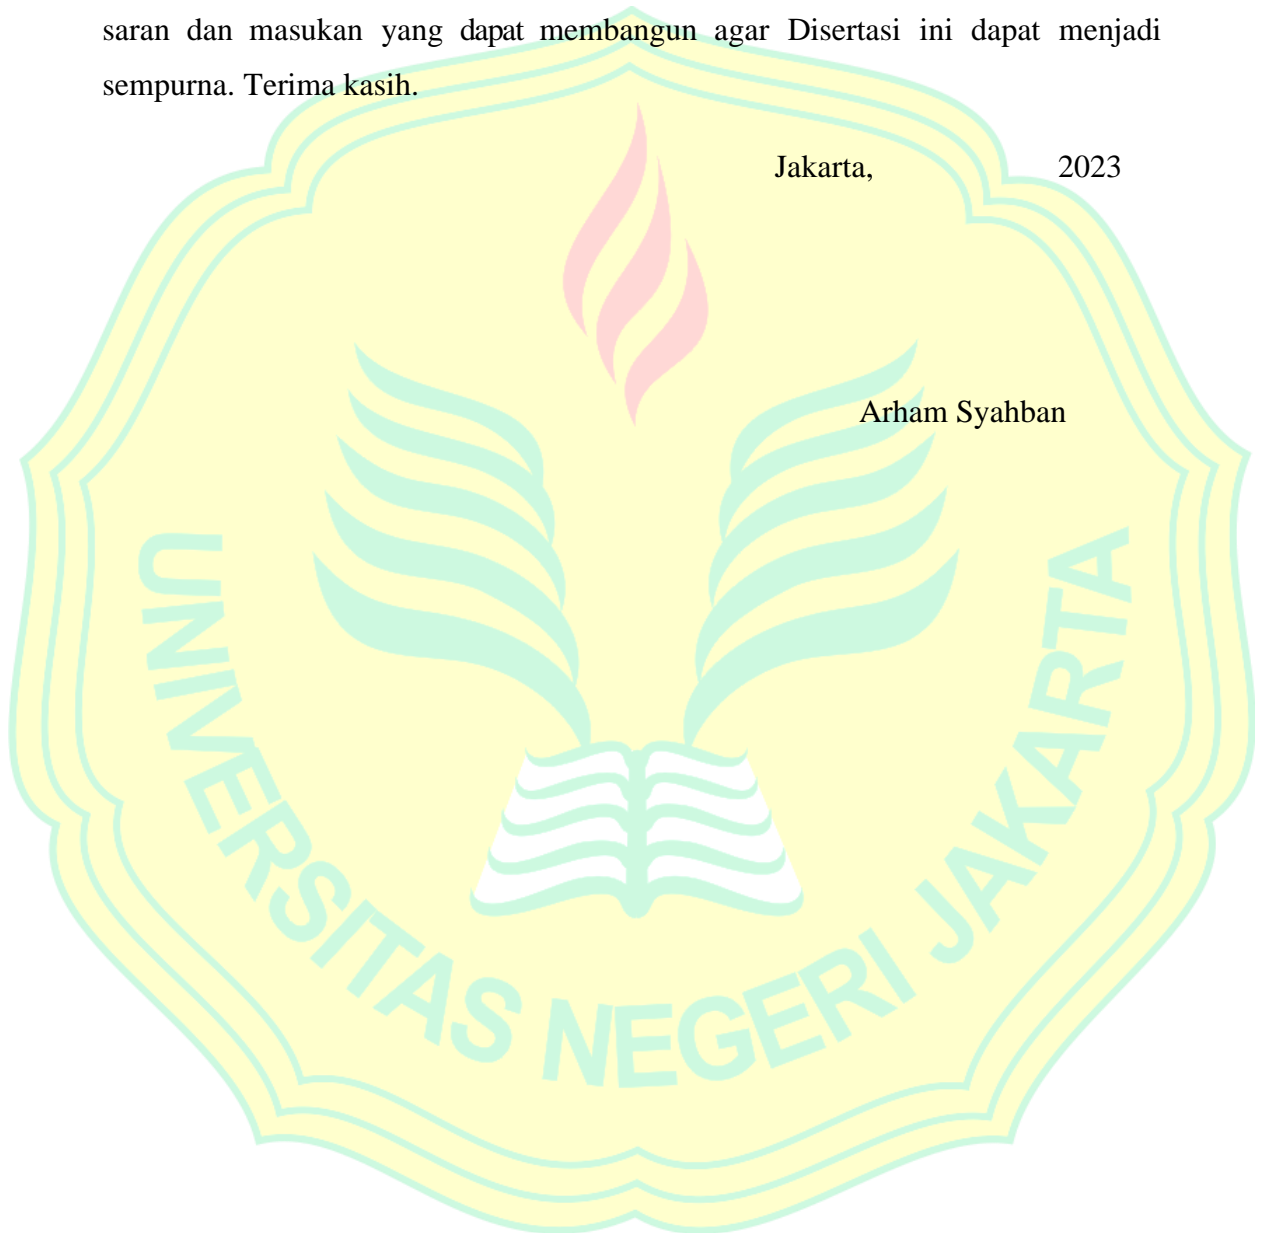 saran dan masukan yang dapat membangun agar Disertasi ini dapat menjadi
sempurna. Terima kasih.
Jakarta, 2023
Arham Syahban
UNIVERSITAS NEGERI JAKARTA